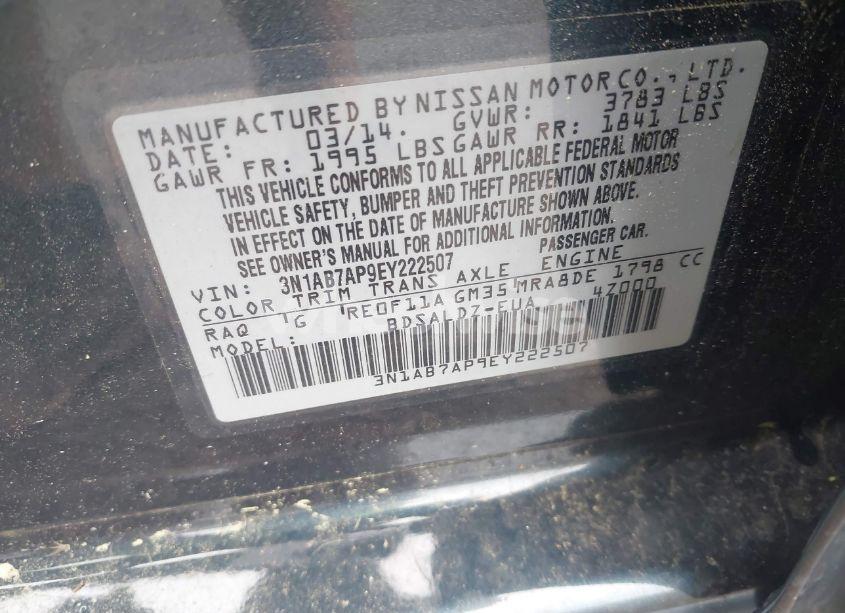 MANUFACTURED BY NISSAN MOTOR CO., LTD.
DATE: 03/14. GVWR: 3783 LBS
GAWR FR: 1995 LBS GAWR RR: 1841 LBS
THIS VEHICLE CONFORMS TO ALL APPLICABLE FEDERAL MOTOR
VEHICLE SAFETY, BUMPER AND THEFT PREVENTION STANDARDS
IN EFFECT ON THE DATE OF MANUFACTURE SHOWN ABOVE.
SEE OWNER'S MANUAL FOR ADDITIONAL INFORMATION.
VIN: 3N1AB7AP9EY222507 PASSENGER CAR.
COLOR TRIM TRANS AXLE ENGINE
RAQ G RE0F11A GM35 MRA8DE 1798 CC
MODEL: BDSALDZ-EUA 47000
3N1AB7AP9EY222507